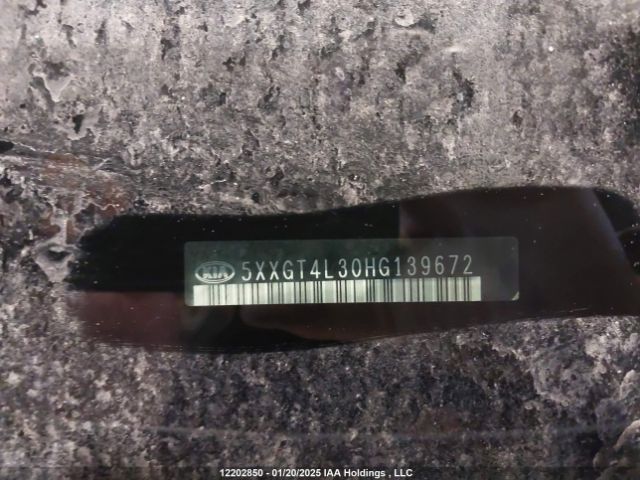 KIA 5XXGT4L30HG139672
12202850 - 01/20/2025 IAA Holdings , LLC